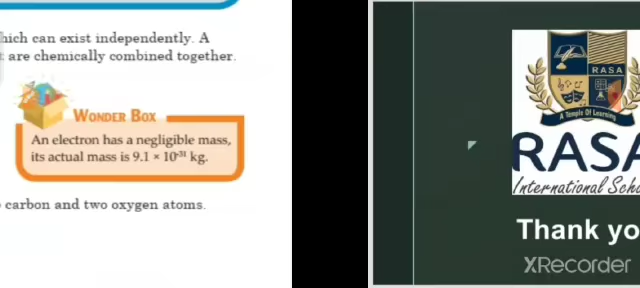 which can exist independently. A
are chemically combined together.
WONDER BOX
An electron has a negligible mass,
its actual mass is 9.1 × 10⁻³¹ kg.
carbon and two oxygen atoms.
RASA
A Temple Of Learning
RASA
International Scho
Thank yo
XRecorder